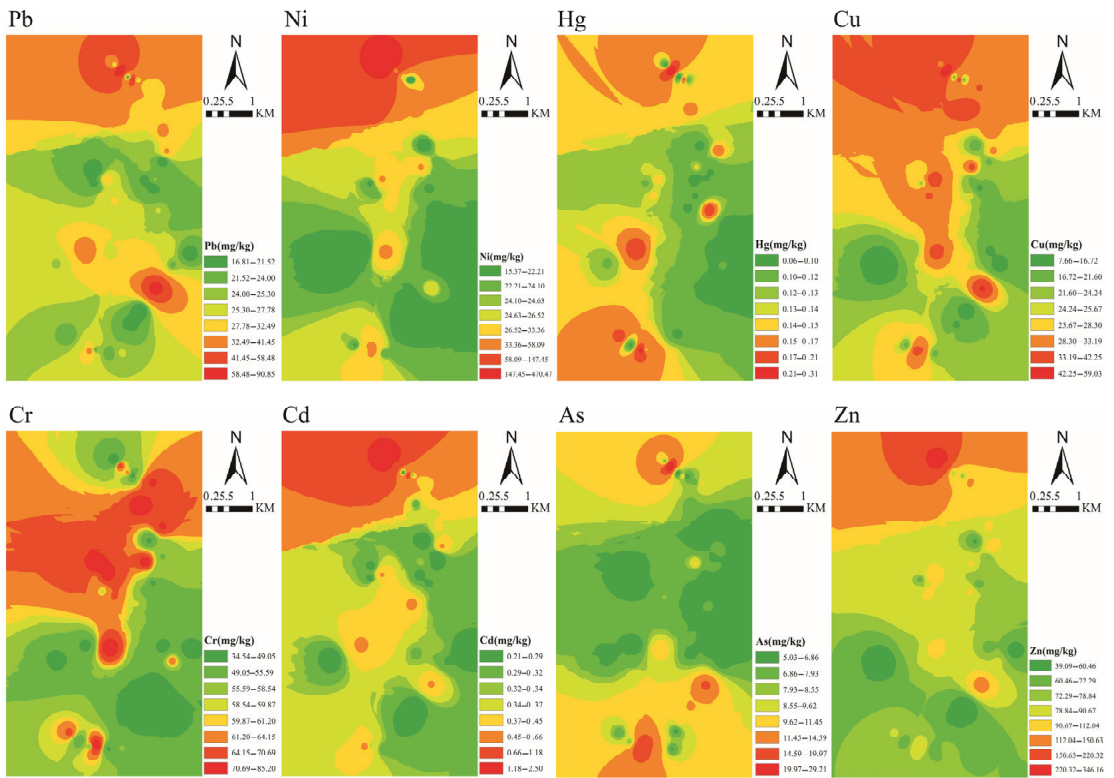 Pb
Ni
Hg
Cu
N
N
N
N
0.25.5 1
KM
0.25.5 1
KM
0.25.5 1
KM
0.25.5 1
KM
Pb(mg/kg)
16.81–21.52
21.52–24.00
24.00–25.30
25.30–27.78
27.78–32.49
32.49–41.45
41.45–58.48
58.48–90.85
Ni(mg/kg)
15.37–22.21
22.21–24.10
24.10–24.63
24.63–26.52
26.52–33.36
33.36–58.09
58.09–147.45
147.45–470.47
Hg(mg/kg)
0.06–0.10
0.10–0.12
0.12–0.13
0.13–0.14
0.14–0.15
0.15–0.17
0.17–0.21
0.21–0.31
Cu(mg/kg)
7.66–16.72
16.72–21.60
21.60–24.24
24.24–25.67
25.67–28.30
28.30–33.19
33.19–42.25
42.25–59.03
Cr
Cd
As
Zn
N
N
N
N
0.25.5 1
KM
0.25.5 1
KM
0.25.5 1
KM
0.25.5 1
KM
Cr(mg/kg)
34.54–49.05
49.05–55.59
55.59–58.54
58.54–59.87
59.87–61.20
61.20–64.15
64.15–70.69
70.69–85.20
Cd(mg/kg)
0.21–0.29
0.29–0.32
0.32–0.34
0.34–0.37
0.37–0.45
0.45–0.66
0.66–1.18
1.18–2.50
As(mg/kg)
5.03–6.86
6.86–7.93
7.93–8.55
8.55–9.62
9.62–11.45
11.45–14.59
14.59–19.97
19.97–29.21
Zn(mg/kg)
39.09–60.46
60.46–72.29
72.29–78.84
78.84–90.67
90.67–112.04
112.04–150.63
150.63–220.32
220.32–346.16